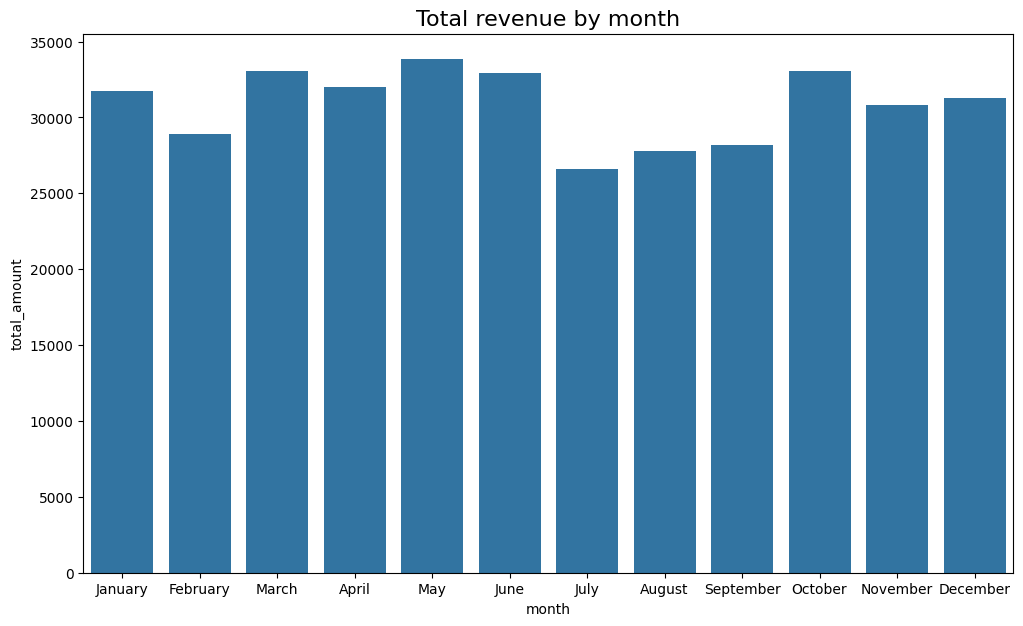 Total revenue by month
35000
30000
25000
20000
15000
10000
5000
0
total_amount
January February March April May June July August September October November December
month